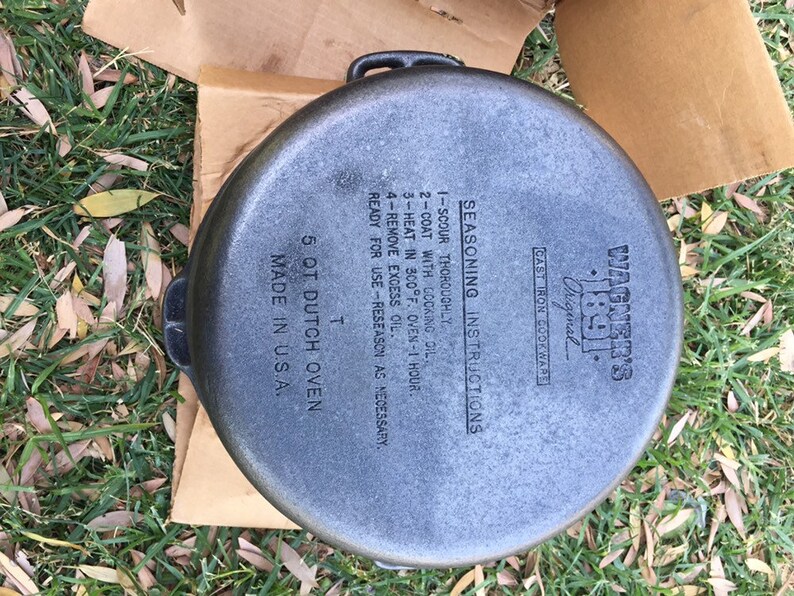 WAGNER'S
1891
Original
CAST IRON COOKWARE
SEASONING INSTRUCTIONS
1-SCOUR THOROUGHLY.
2-COAT WITH COOKING OIL.
3-HEAT IN 300°F. OVEN-1 HOUR.
4-REMOVE EXCESS OIL.
READY FOR USE-RESEASON AS NECESSARY.
T
5 QT DUTCH OVEN
MADE IN U.S.A.